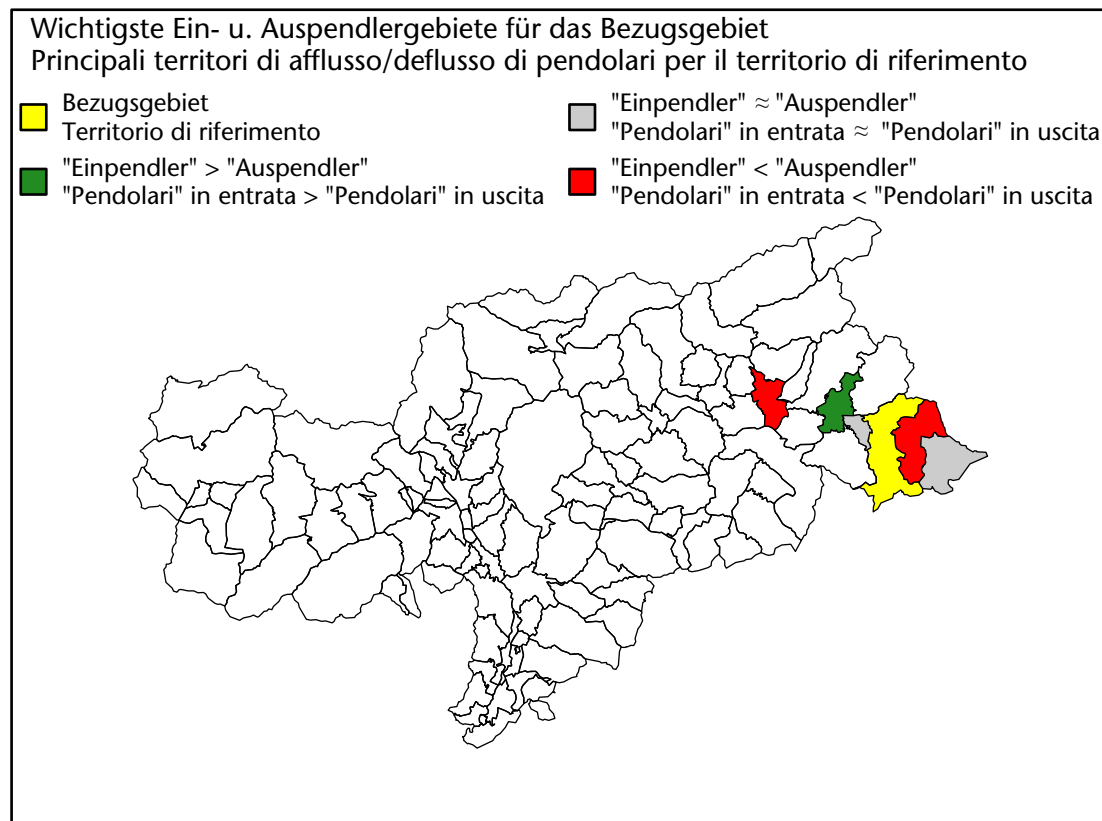 Wichtigste Ein- u. Auspendlergebiete für das Bezugsgebiet
Principali territori di afflusso/deflusso di pendolari per il territorio di riferimento
Bezugsgebiet
Territorio di riferimento
"Einpendler" > "Auspendler"
"Pendolari" in entrata > "Pendolari" in uscita
"Einpendler" ≈ "Auspendler"
"Pendolari" in entrata ≈ "Pendolari" in uscita
"Einpendler" < "Auspendler"
"Pendolari" in entrata < "Pendolari" in uscita